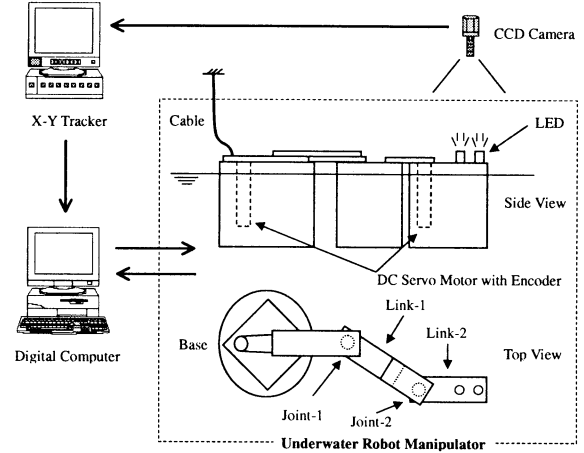 CCD Camera
X-Y Tracker
Cable
LED
Side View
DC Servo Motor with Encoder
Link-1
Base
Link-2
Digital Computer
Top View
Joint-1
Joint-2
Underwater Robot Manipulator